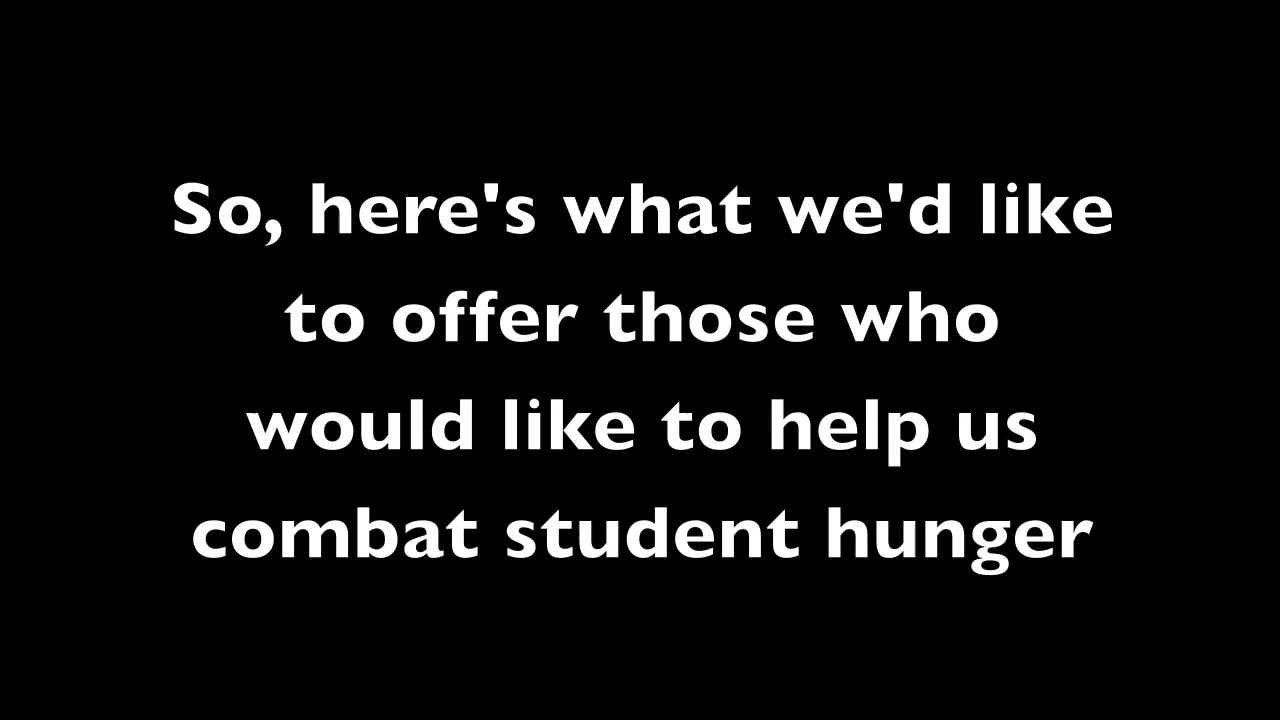 So, here's what we'd like
to offer those who
would like to help us
combat student hunger